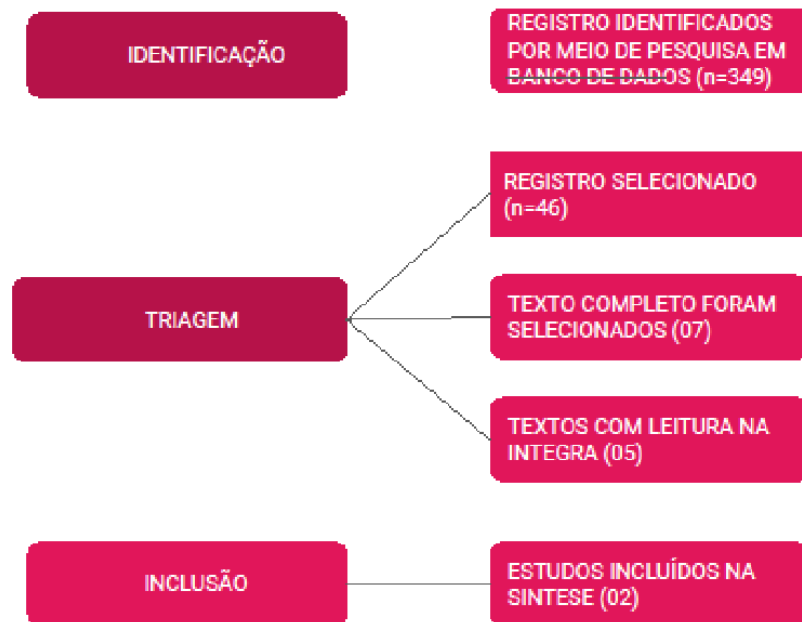 IDENTIFICAÇÃO
REGISTRO IDENTIFICADOS
POR MEIO DE PESQUISA EM
BANCO DE DADOS (n=349)
TRIAGEM
REGISTRO SELECIONADO
(n=46)
TEXTO COMPLETO FORAM
SELECIONADOS (07)
TEXTOS COM LEITURA NA
INTEGRA (05)
INCLUSÃO
ESTUDOS INCLUÍDOS NA
SINTESE (02)